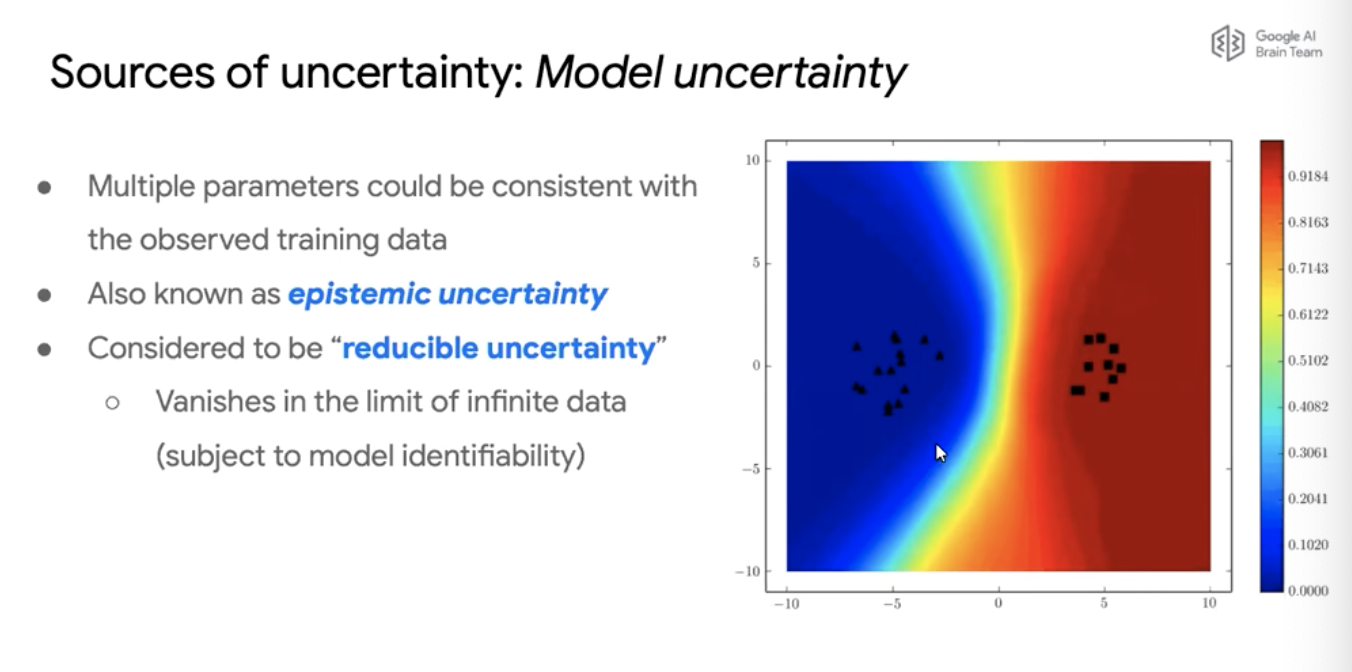 Google AI
Brain Team
Sources of uncertainty: Model uncertainty
● Multiple parameters could be consistent with
the observed training data
● Also known as epistemic uncertainty
● Considered to be “reducible uncertainty”
○ Vanishes in the limit of infinite data
(subject to model identifiability)
10
5
0
−5
−10
−10 −5 0 5 10
0.9184
0.8163
0.7143
0.6122
0.5102
0.4082
0.3061
0.2041
0.1020
0.0000